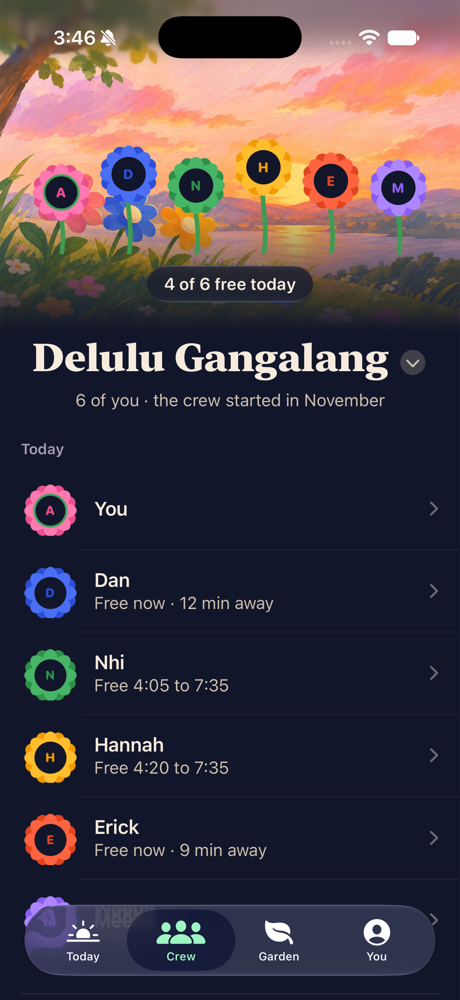 3:46
A
D
N
H
E
M
4 of 6 free today
Delulu Gangalang
6 of you · the crew started in November
Today
A
You
D
Dan
Free now · 12 min away
N
Nhi
Free 4:05 to 7:35
H
Hannah
Free 4:20 to 7:35
E
Erick
Free now · 9 min away
Today
Crew
Garden
You